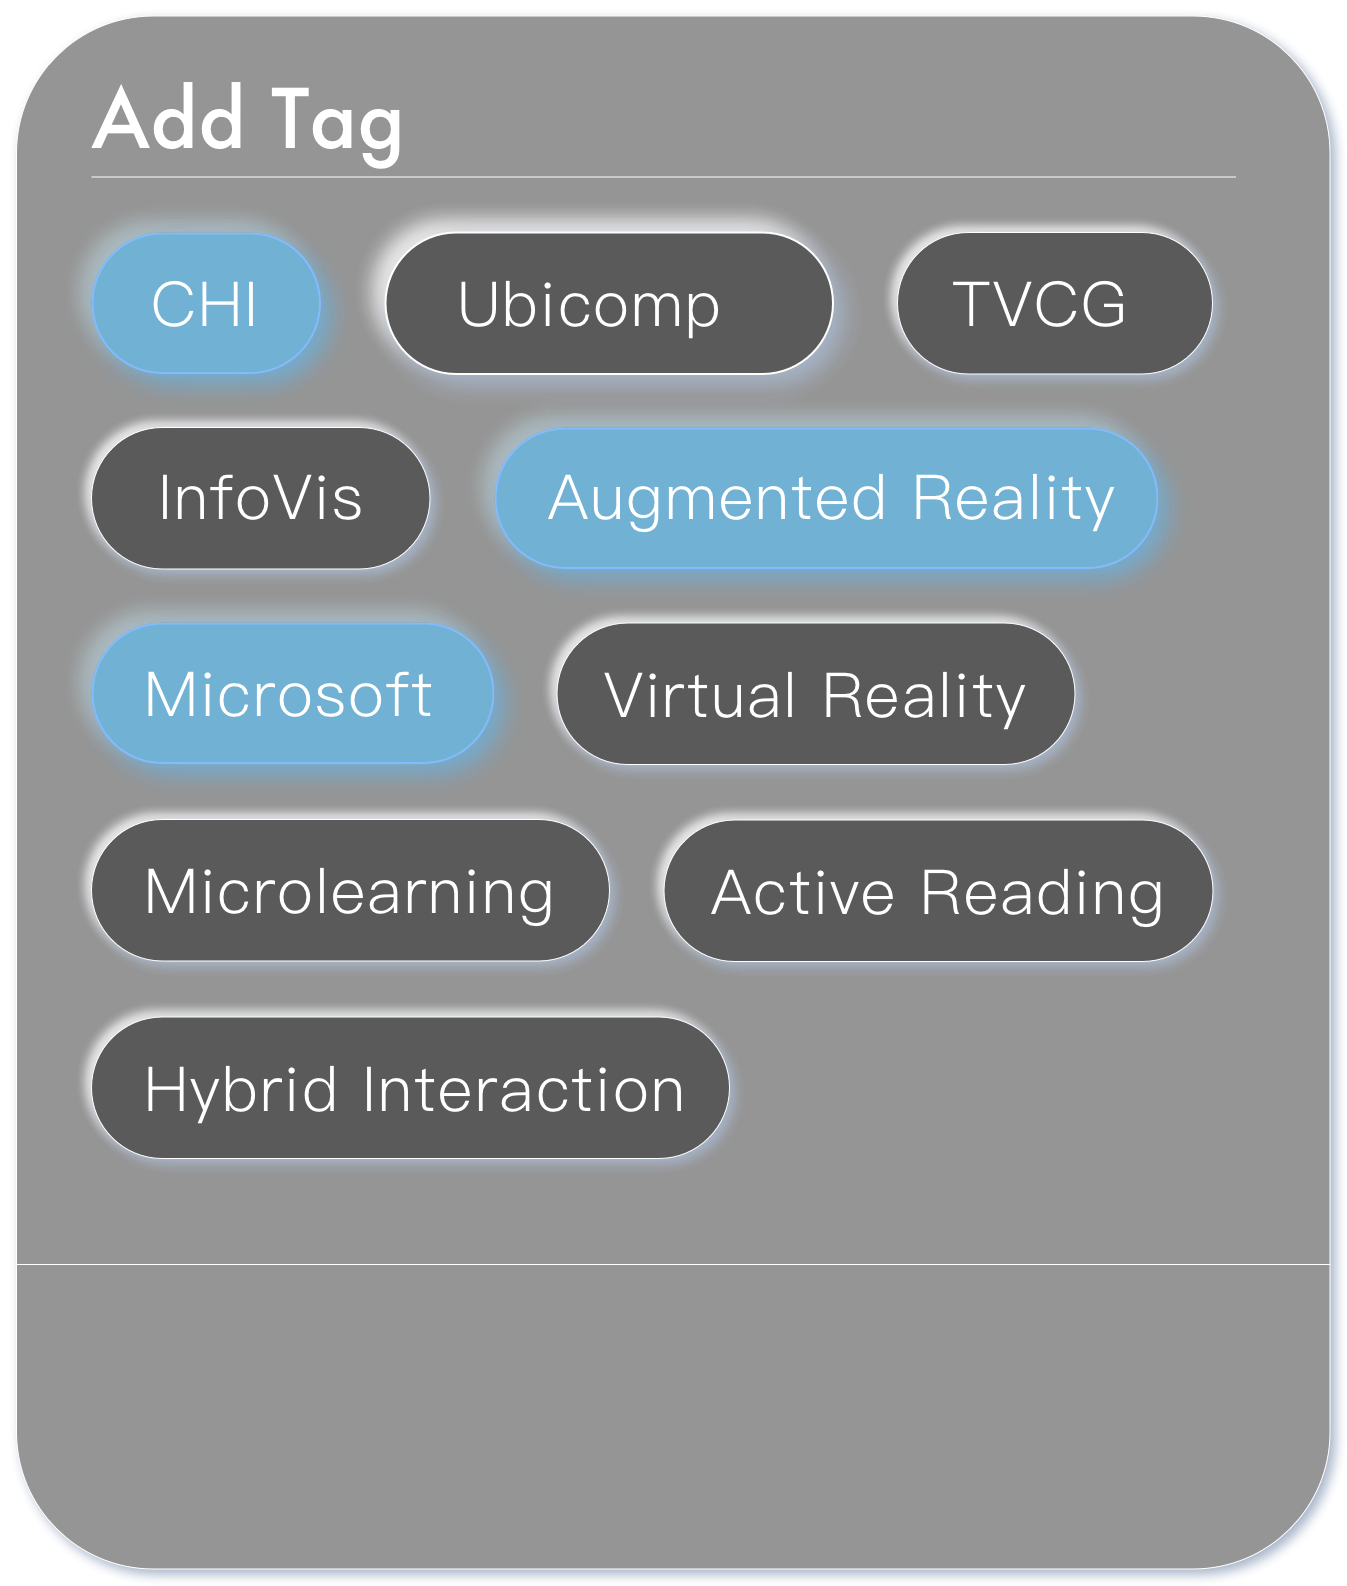 Add Tag
CHI
Ubicomp
TVCG
InfoVis
Augmented Reality
Microsoft
Virtual Reality
Microlearning
Active Reading
Hybrid Interaction